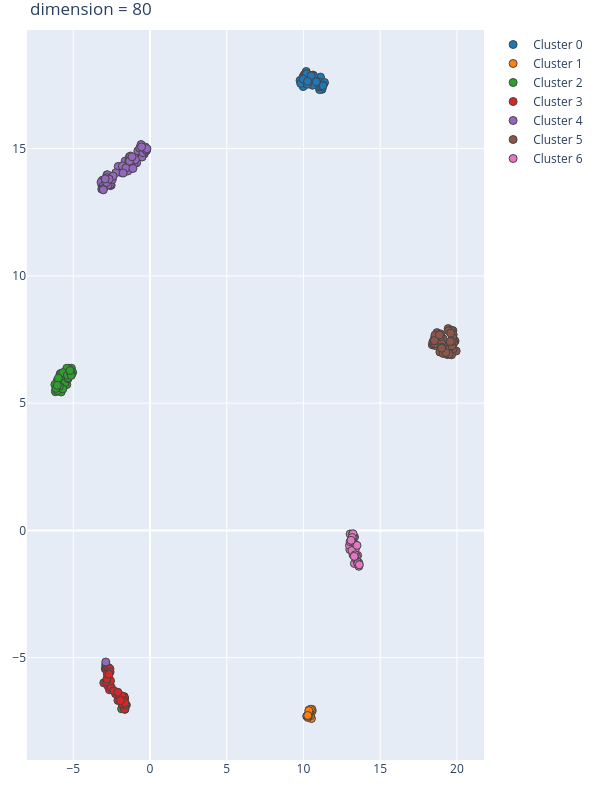 dimension = 80
Cluster 0
Cluster 1
Cluster 2
Cluster 3
Cluster 4
Cluster 5
Cluster 6
15
10
5
0
−5
−5 0 5 10 15 20